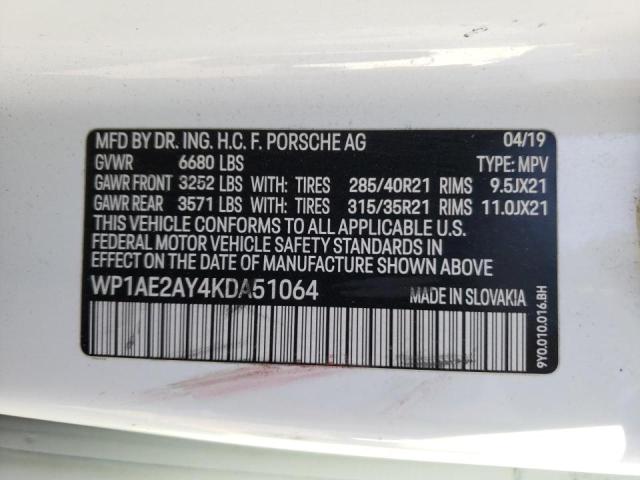 MFD BY DR. ING. H.C. F. PORSCHE AG 04/19
GVWR 6680 LBS TYPE: MPV
GAWR FRONT 3252 LBS WITH: TIRES 285/40R21 RIMS 9.5JX21
GAWR REAR 3571 LBS WITH: TIRES 315/35R21 RIMS 11.0JX21
THIS VEHICLE CONFORMS TO ALL APPLICABLE U.S.
FEDERAL MOTOR VEHICLE SAFETY STANDARDS IN
EFFECT ON THE DATE OF MANUFACTURE SHOWN ABOVE.
WP1AE2AY4KDA51064 MADE IN SLOVAKIA
9Y0.010.016.BH